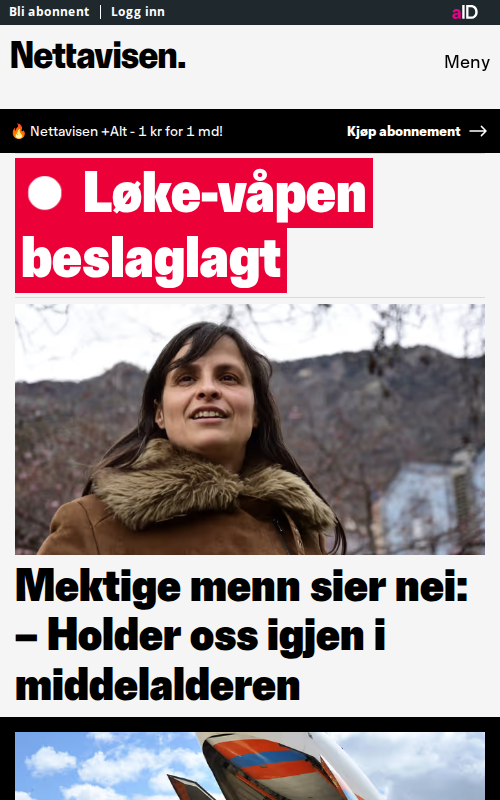 Bli abonnent | Logg inn
aID
Nettavisen.
Meny
🔥 Nettavisen +Alt - 1 kr for 1 md!
Kjøp abonnement →
Løke-våpen
beslaglagt
Mektige menn sier nei:
– Holder oss igjen i
middelalderen